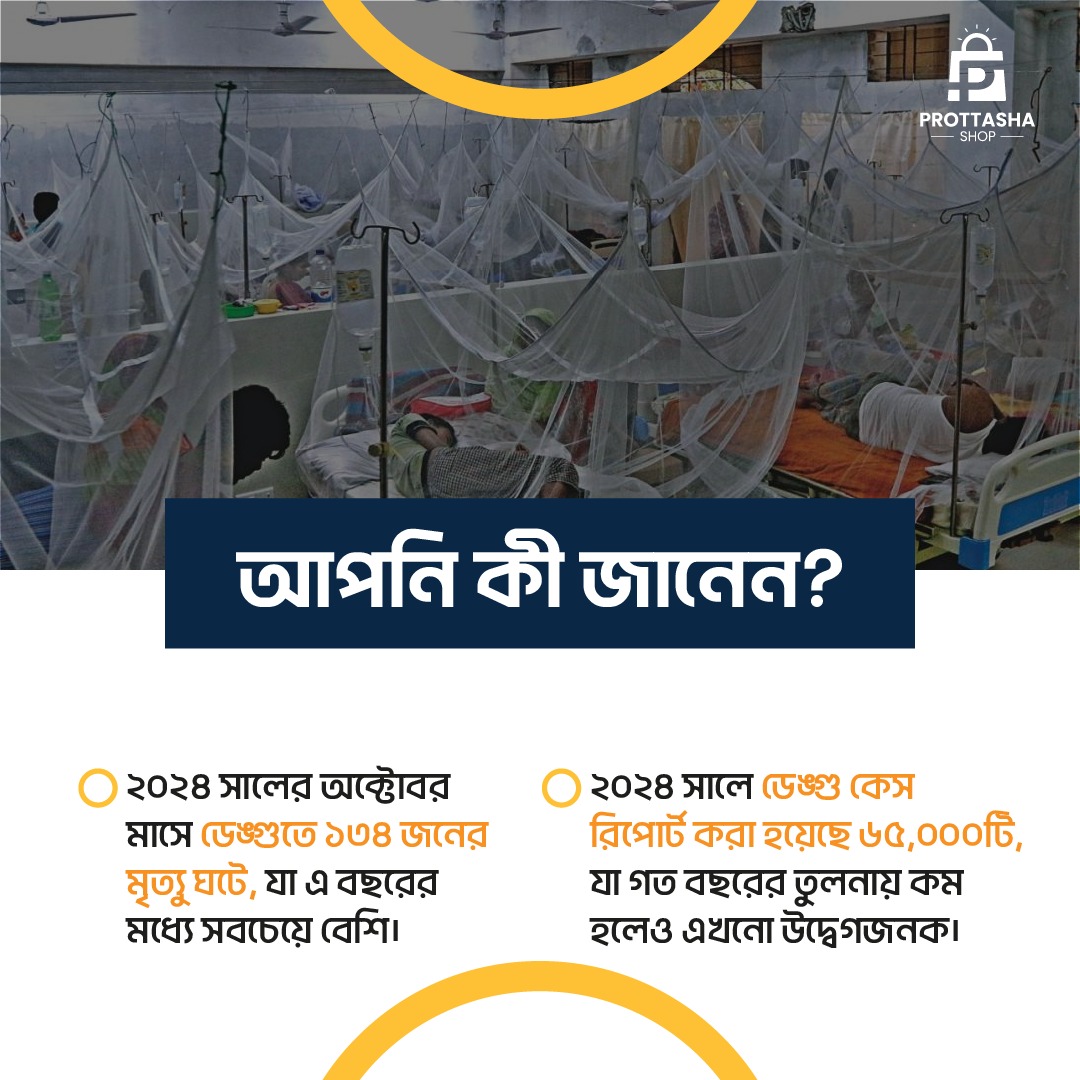 PROTTASHA
SHOP
আপনি কী জানেন?
২০২৪ সালের অক্টোবর
মাসে ডেঙ্গুতে ১৩৪ জনের
মৃত্যু ঘটে, যা এ বছরের
মধ্যে সবচেয়ে বেশি।
২০২৪ সালে ডেঙ্গু কেস
রিপোর্ট করা হয়েছে ৬৫,০০০টি,
যা গত বছরের তুলনায় কম
হলেও এখনো উদ্বেগজনক।